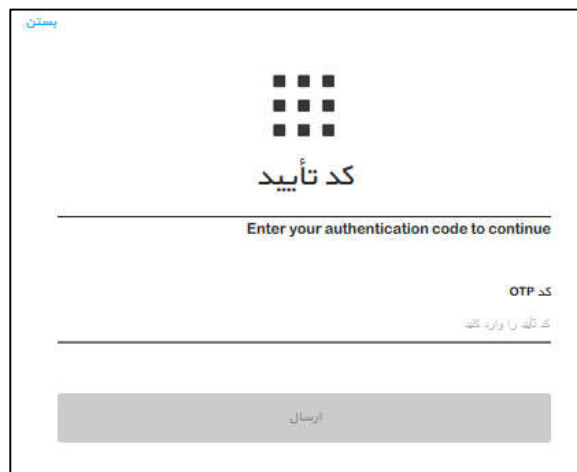 بستن
کد تأیید
Enter your authentication code to continue
کد OTP
کد تأیید را وارد کنید
ارسال